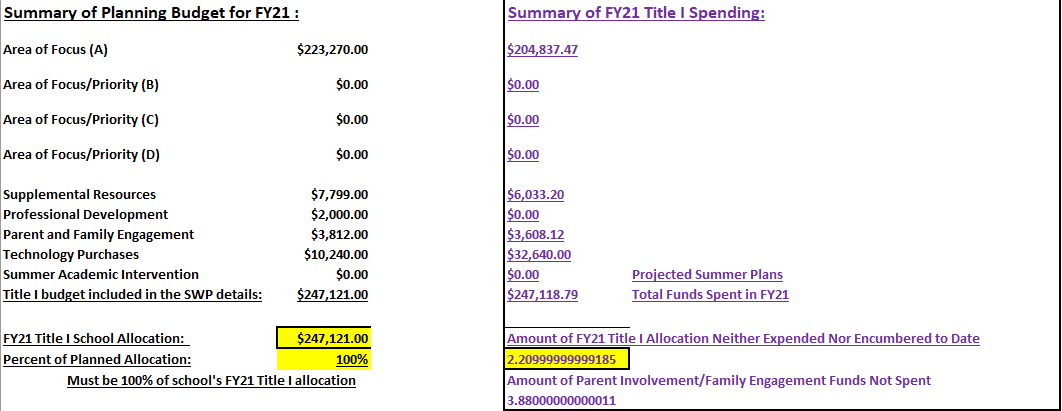 Summary of Planning Budget for FY21 : Summary of FY21 Title I Spending:
Area of Focus (A) $223,270.00 $204,837.47
Area of Focus/Priority (B) $0.00 $0.00
Area of Focus/Priority (C) $0.00 $0.00
Area of Focus/Priority (D) $0.00 $0.00
Supplemental Resources $7,799.00 $6,033.20
Professional Development $2,000.00 $0.00
Parent and Family Engagement $3,812.00 $3,608.12
Technology Purchases $10,240.00 $32,640.00
Summer Academic Intervention $0.00 $0.00 Projected Summer Plans
Title I budget included in the SWP details: $247,121.00 $247,118.79 Total Funds Spent in FY21
FY21 Title I School Allocation: $247,121.00 Amount of FY21 Title I Allocation Neither Expended Nor Encumbered to Date
Percent of Planned Allocation: 100% 2.20999999999185
Must be 100% of school's FY21 Title I allocation Amount of Parent Involvement/Family Engagement Funds Not Spent
3.88000000000011